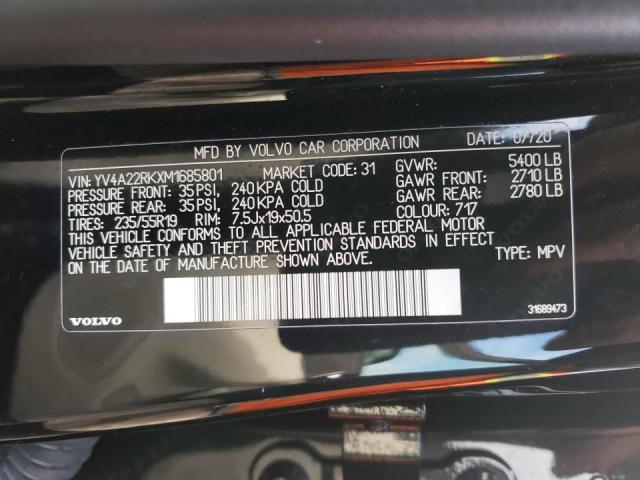 MFD BY VOLVO CAR CORPORATION DATE: 07/20
VIN: YV4A22RKXM1685801 MARKET CODE: 31 GVWR: 5400 LB
PRESSURE FRONT: 35 PSI, 240 KPA COLD GAWR FRONT: 2710 LB
PRESSURE REAR: 35 PSI, 240 KPA COLD GAWR REAR: 2780 LB
TIRES: 235/55R19 RIM: 7.5Jx19x50.5 COLOUR: 717
THIS VEHICLE CONFORMS TO ALL APPLICABLE FEDERAL MOTOR
VEHICLE SAFETY AND THEFT PREVENTION STANDARDS IN EFFECT
ON THE DATE OF MANUFACTURE SHOWN ABOVE. TYPE: MPV
VOLVO 31689473